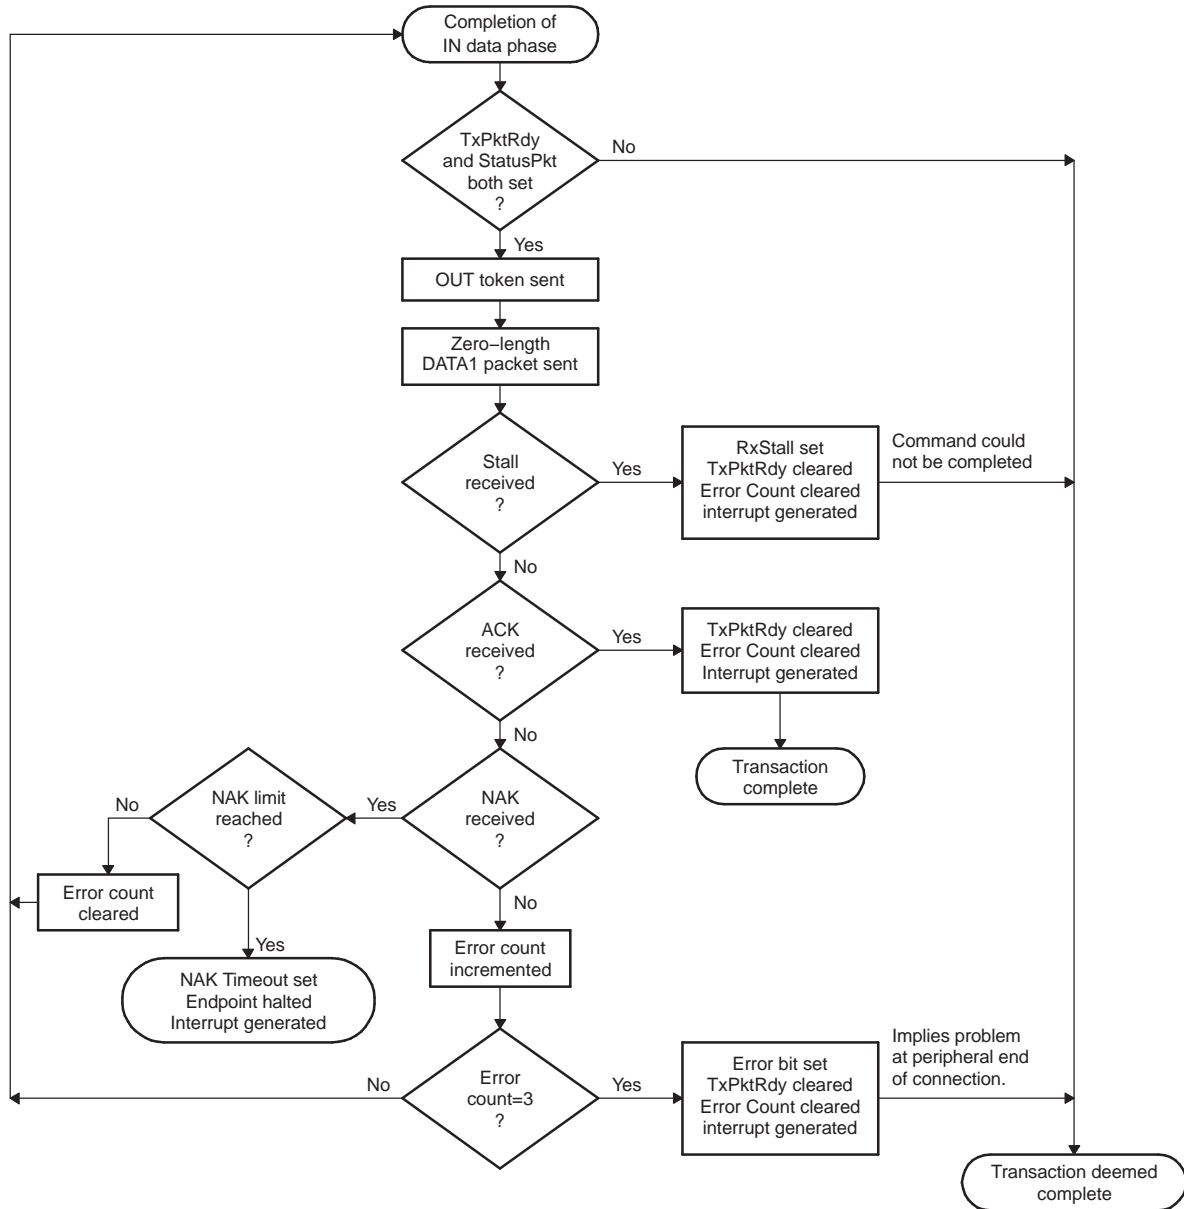 Completion of
IN data phase
TxPktRdy
and StatusPkt
both set
?
No
Yes
OUT token sent
Zero−length
DATA1 packet sent
Stall
received
?
Yes
RxStall set
TxPktRdy cleared
Error Count cleared
interrupt generated
Command could
not be completed
No
ACK
received
?
Yes
TxPktRdy cleared
Error Count cleared
Interrupt generated
No
Transaction
complete
NAK
received
?
Yes
NAK limit
reached
?
No
Error count
cleared
Yes
NAK Timeout set
Endpoint halted
Interrupt generated
No
Error count
incremented
Error
count=3
?
No
Yes
Error bit set
TxPktRdy cleared
Error Count cleared
interrupt generated
Implies problem
at peripheral end
of connection.
Transaction deemed
complete